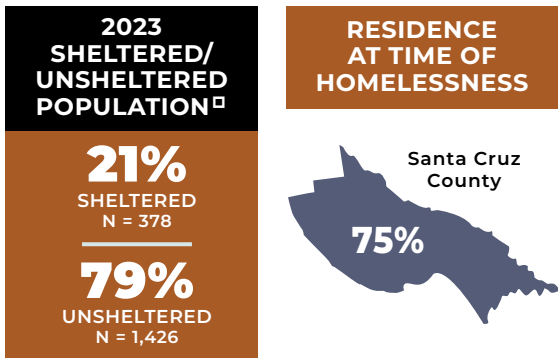 2023
SHELTERED/
UNSHELTERED
POPULATION□
21%
SHELTERED
N = 378
79%
UNSHELTERED
N = 1,426
RESIDENCE
AT TIME OF
HOMELESSNESS
Santa Cruz
County
75%